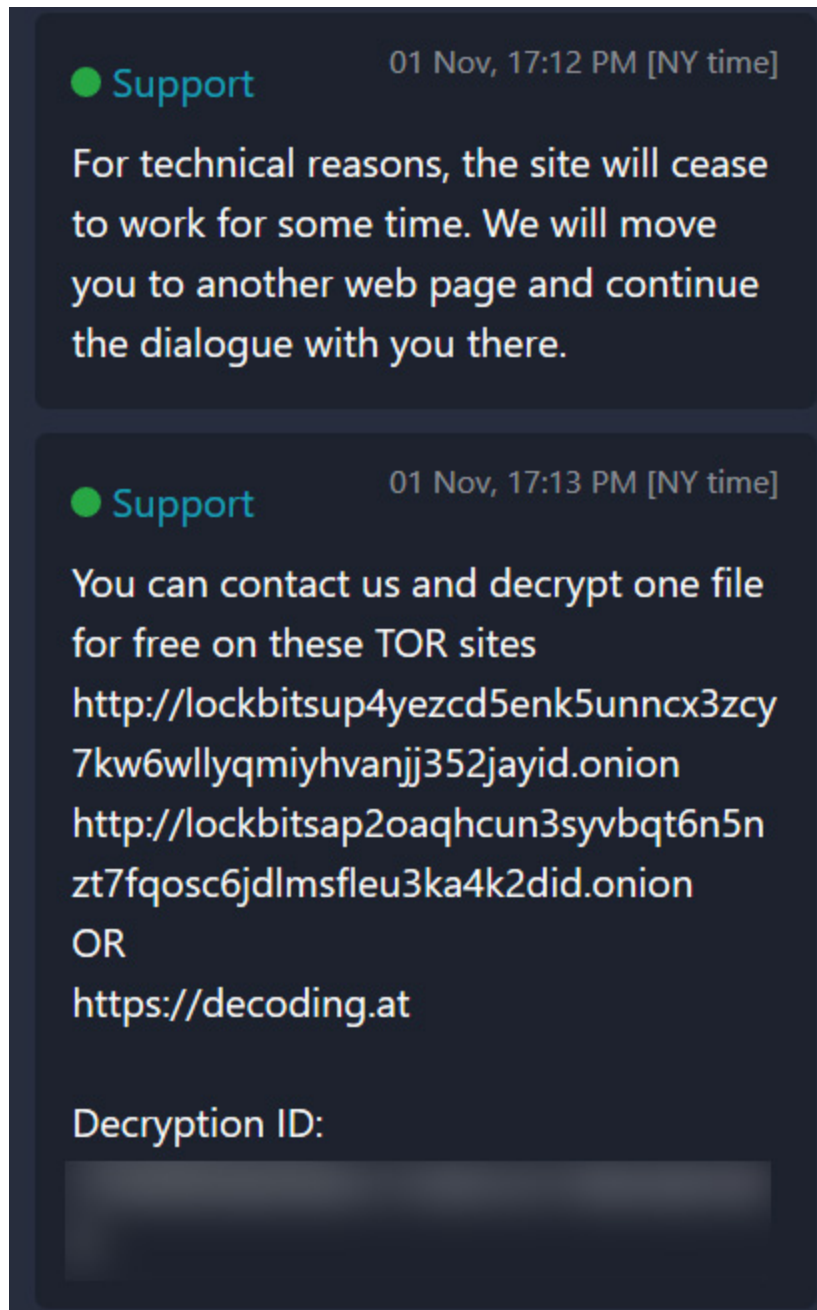 Support
01 Nov, 17:12 PM [NY time]
For technical reasons, the site will cease
to work for some time. We will move
you to another web page and continue
the dialogue with you there.
Support
01 Nov, 17:13 PM [NY time]
You can contact us and decrypt one file
for free on these TOR sites
http://lockbitsup4yezcd5enk5unncx3zcy
7kw6wllyqmiyhvanjj352jayid.onion
http://lockbitsap2oaqhcun3syvbqt6n5n
zt7fqosc6jdlmsfleu3ka4k2did.onion
OR
https://decoding.at
Decryption ID: